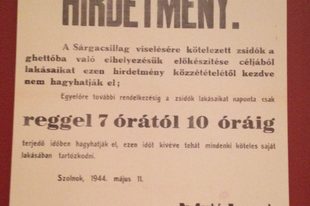 HIRDETMÉNY.
A Sárgacsillag viselésére kötelezett zsidók a
ghettóba való elhelyezésük előkészitése céljából
lakásaikat ezen hirdetmény közzétételétől kezdve
nem hagyhatják el;
Egyelőre további rendelkezésig a zsidók lakásaikat naponta csak
reggel 7 órától 10 óráig
terjedő időben hagyhatják el, ezen időt kivéve tehát mindenki köteles saját
lakásában tartózkodni.
Szolnok, 1944. május 11.